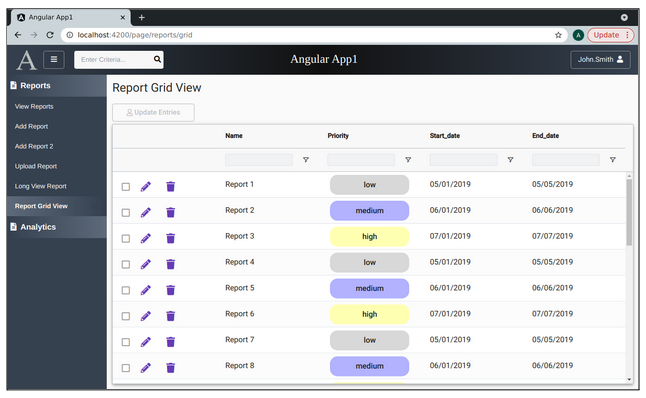 Angular App1
localhost:4200/page/reports/grid
A
Update
A
Enter Criteria...
Angular App1
John.Smith
Reports
View Reports
Add Report
Add Report 2
Upload Report
Long View Report
Report Grid View
Analytics
Report Grid View
Update Entries
Name Priority Start_date End_date
Report 1 low 05/01/2019 05/05/2019
Report 2 medium 06/01/2019 06/06/2019
Report 3 high 07/01/2019 07/07/2019
Report 4 low 05/01/2019 05/05/2019
Report 5 medium 06/01/2019 06/06/2019
Report 6 high 07/01/2019 07/07/2019
Report 7 low 05/01/2019 05/05/2019
Report 8 medium 06/01/2019 06/06/2019